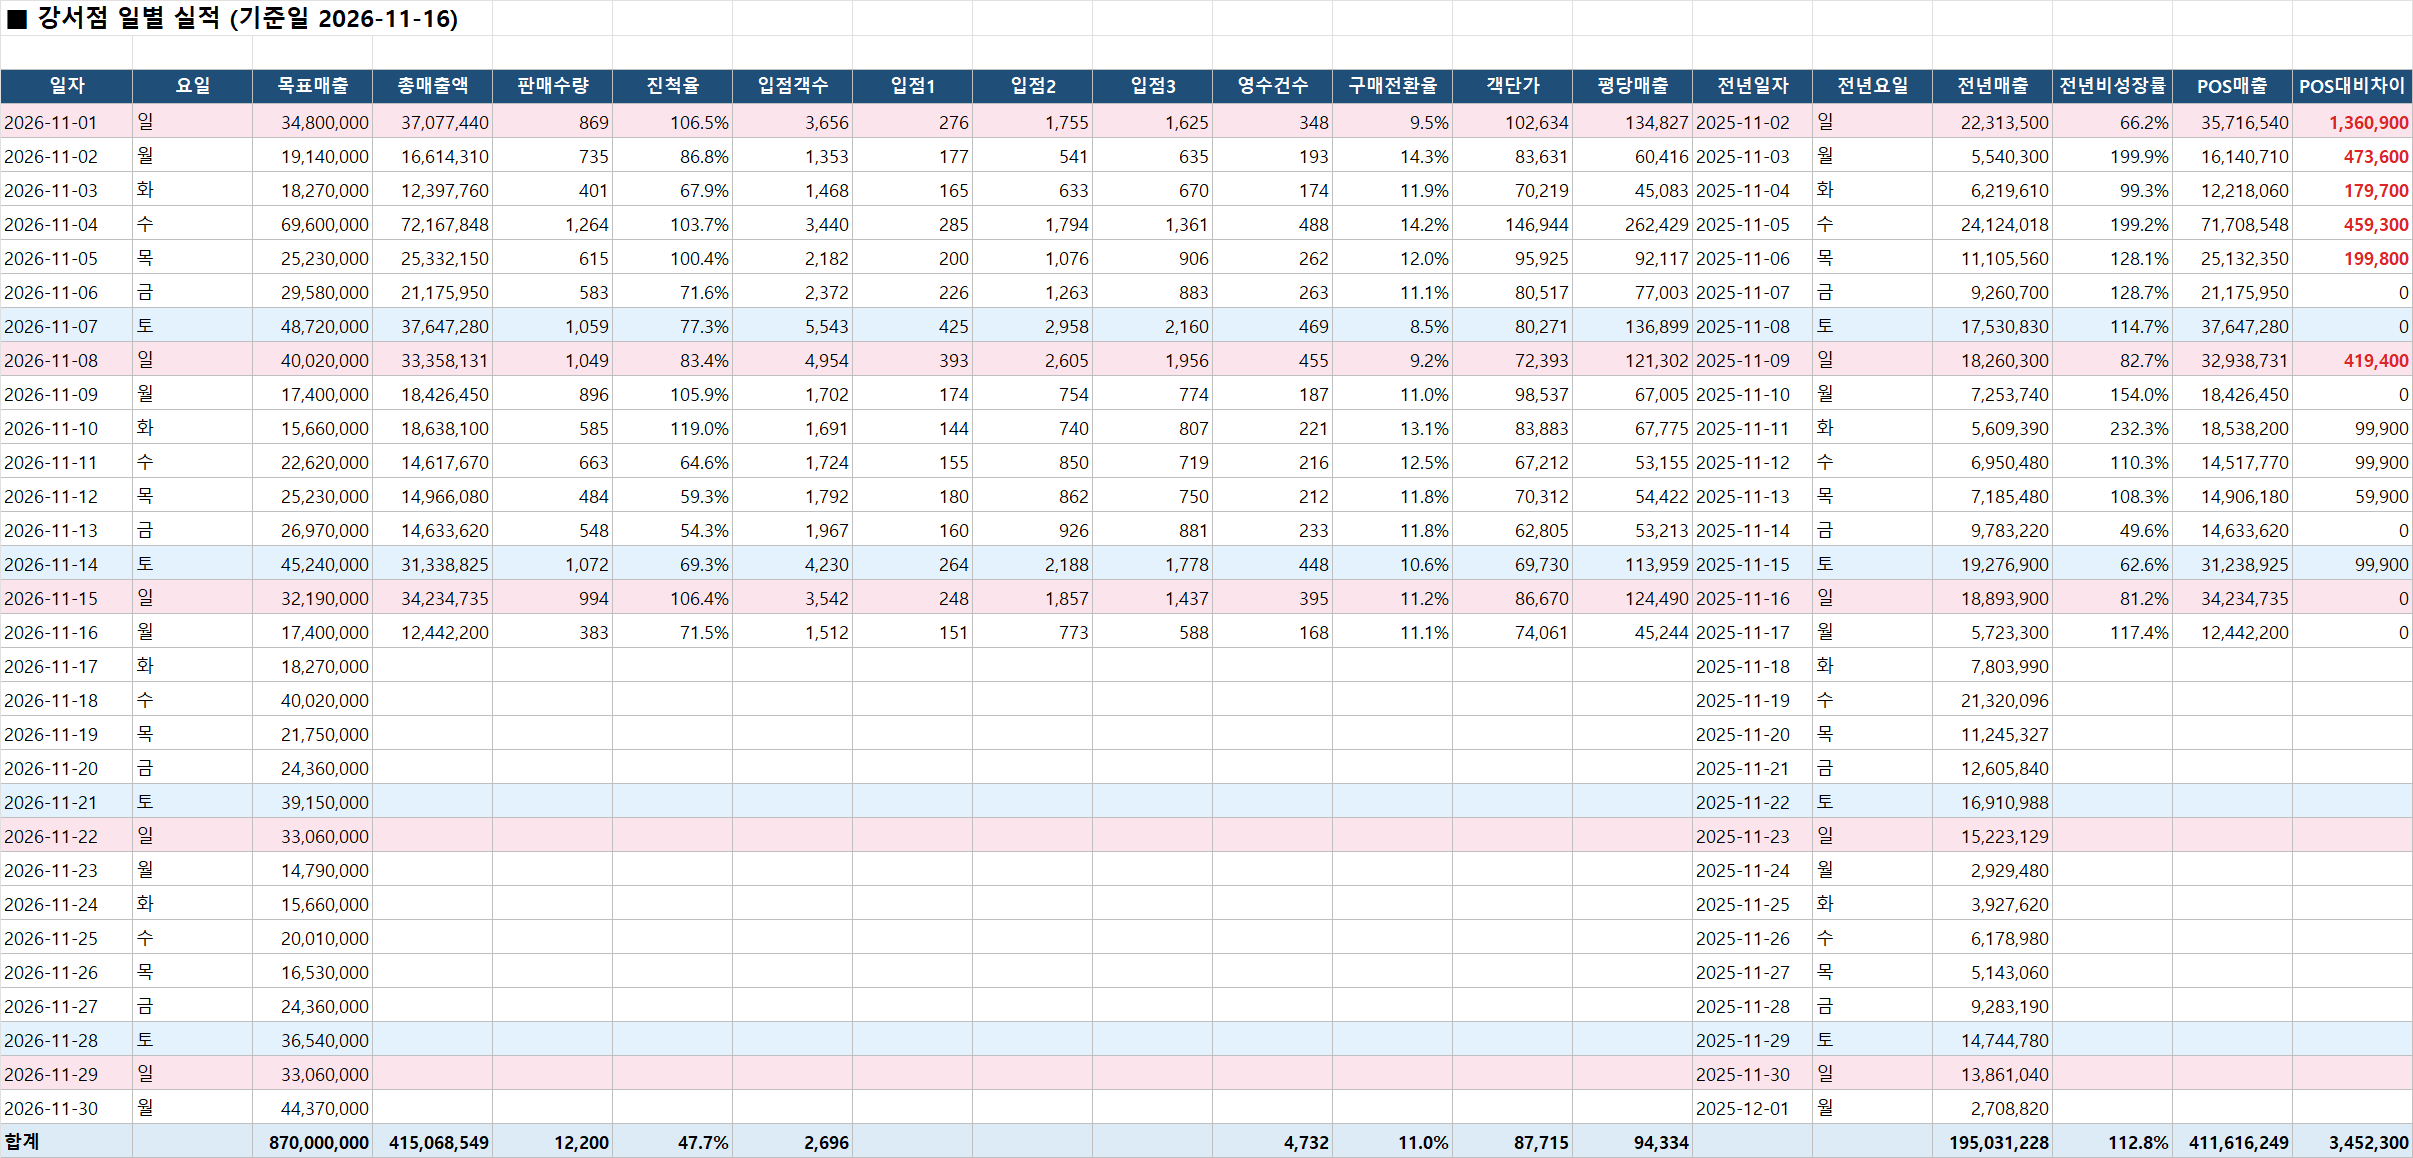 ■ 강서점 일별 실적 (기준일 2026-11-16)
일자 요일 목표매출 총매출액 판매수량 진척율 입점객수 입점1 입점2 입점3 영수건수 구매전환율 객단가 평당매출 전년일자 전년요일 전년매출 전년비성장률 POS매출 POS대비차이
2026-11-01 일 34,800,000 37,077,440 869 106.5% 3,656 276 1,755 1,625 348 9.5% 102,634 134,827 2025-11-02 일 22,313,500 66.2% 35,716,540 1,360,900
2026-11-02 월 19,140,000 16,614,310 735 86.8% 1,353 177 541 635 193 14.3% 83,631 60,416 2025-11-03 월 5,540,300 199.9% 16,140,710 473,600
2026-11-03 화 18,270,000 12,397,760 401 67.9% 1,468 165 633 670 174 11.9% 70,219 45,083 2025-11-04 화 6,219,610 99.3% 12,218,060 179,700
2026-11-04 수 69,600,000 72,167,848 1,264 103.7% 3,440 285 1,794 1,361 488 14.2% 146,944 262,429 2025-11-05 수 24,124,018 199.2% 71,708,548 459,300
2026-11-05 목 25,230,000 25,332,150 615 100.4% 2,182 200 1,076 906 262 12.0% 95,925 92,117 2025-11-06 목 11,105,560 128.1% 25,132,350 199,800
2026-11-06 금 29,580,000 21,175,950 583 71.6% 2,372 226 1,263 883 263 11.1% 80,517 77,003 2025-11-07 금 9,260,700 128.7% 21,175,950 0
2026-11-07 토 48,720,000 37,647,280 1,059 77.3% 5,543 425 2,958 2,160 469 8.5% 80,271 136,899 2025-11-08 토 17,530,830 114.7% 37,647,280 0
2026-11-08 일 40,020,000 33,358,131 1,049 83.4% 4,954 393 2,605 1,956 455 9.2% 72,393 121,302 2025-11-09 일 18,260,300 82.7% 32,938,731 419,400
2026-11-09 월 17,400,000 18,426,450 896 105.9% 1,702 174 754 774 187 11.0% 98,537 67,005 2025-11-10 월 7,253,740 154.0% 18,426,450 0
2026-11-10 화 15,660,000 18,638,100 585 119.0% 1,691 144 740 807 221 13.1% 83,883 67,775 2025-11-11 화 5,609,390 232.3% 18,538,200 99,900
2026-11-11 수 22,620,000 14,617,670 663 64.6% 1,724 155 850 719 216 12.5% 67,212 53,155 2025-11-12 수 6,950,480 110.3% 14,517,770 99,900
2026-11-12 목 25,230,000 14,966,080 484 59.3% 1,792 180 862 750 212 11.8% 70,312 54,422 2025-11-13 목 7,185,480 108.3% 14,906,180 59,900
2026-11-13 금 26,970,000 14,633,620 548 54.3% 1,967 160 926 881 233 11.8% 62,805 53,213 2025-11-14 금 9,783,220 49.6% 14,633,620 0
2026-11-14 토 45,240,000 31,338,825 1,072 69.3% 4,230 264 2,188 1,778 448 10.6% 69,730 113,959 2025-11-15 토 19,276,900 62.6% 31,238,925 99,900
2026-11-15 일 32,190,000 34,234,735 994 106.4% 3,542 248 1,857 1,437 395 11.2% 86,670 124,490 2025-11-16 일 18,893,900 81.2% 34,234,735 0
2026-11-16 월 17,400,000 12,442,200 383 71.5% 1,512 151 773 588 168 11.1% 74,061 45,244 2025-11-17 월 5,723,300 117.4% 12,442,200 0
2026-11-17 화 18,270,000 2025-11-18 화 7,803,990
2026-11-18 수 40,020,000 2025-11-19 수 21,320,096
2026-11-19 목 21,750,000 2025-11-20 목 11,245,327
2026-11-20 금 24,360,000 2025-11-21 금 12,605,840
2026-11-21 토 39,150,000 2025-11-22 토 16,910,988
2026-11-22 일 33,060,000 2025-11-23 일 15,223,129
2026-11-23 월 14,790,000 2025-11-24 월 2,929,480
2026-11-24 화 15,660,000 2025-11-25 화 3,927,620
2026-11-25 수 20,010,000 2025-11-26 수 6,178,980
2026-11-26 목 16,530,000 2025-11-27 목 5,143,060
2026-11-27 금 24,360,000 2025-11-28 금 9,283,190
2026-11-28 토 36,540,000 2025-11-29 토 14,744,780
2026-11-29 일 33,060,000 2025-11-30 일 13,861,040
2026-11-30 월 44,370,000 2025-12-01 월 2,708,820
합계 870,000,000 415,068,549 12,200 47.7% 2,696 4,732 11.0% 87,715 94,334 195,031,228 112.8% 411,616,249 3,452,300